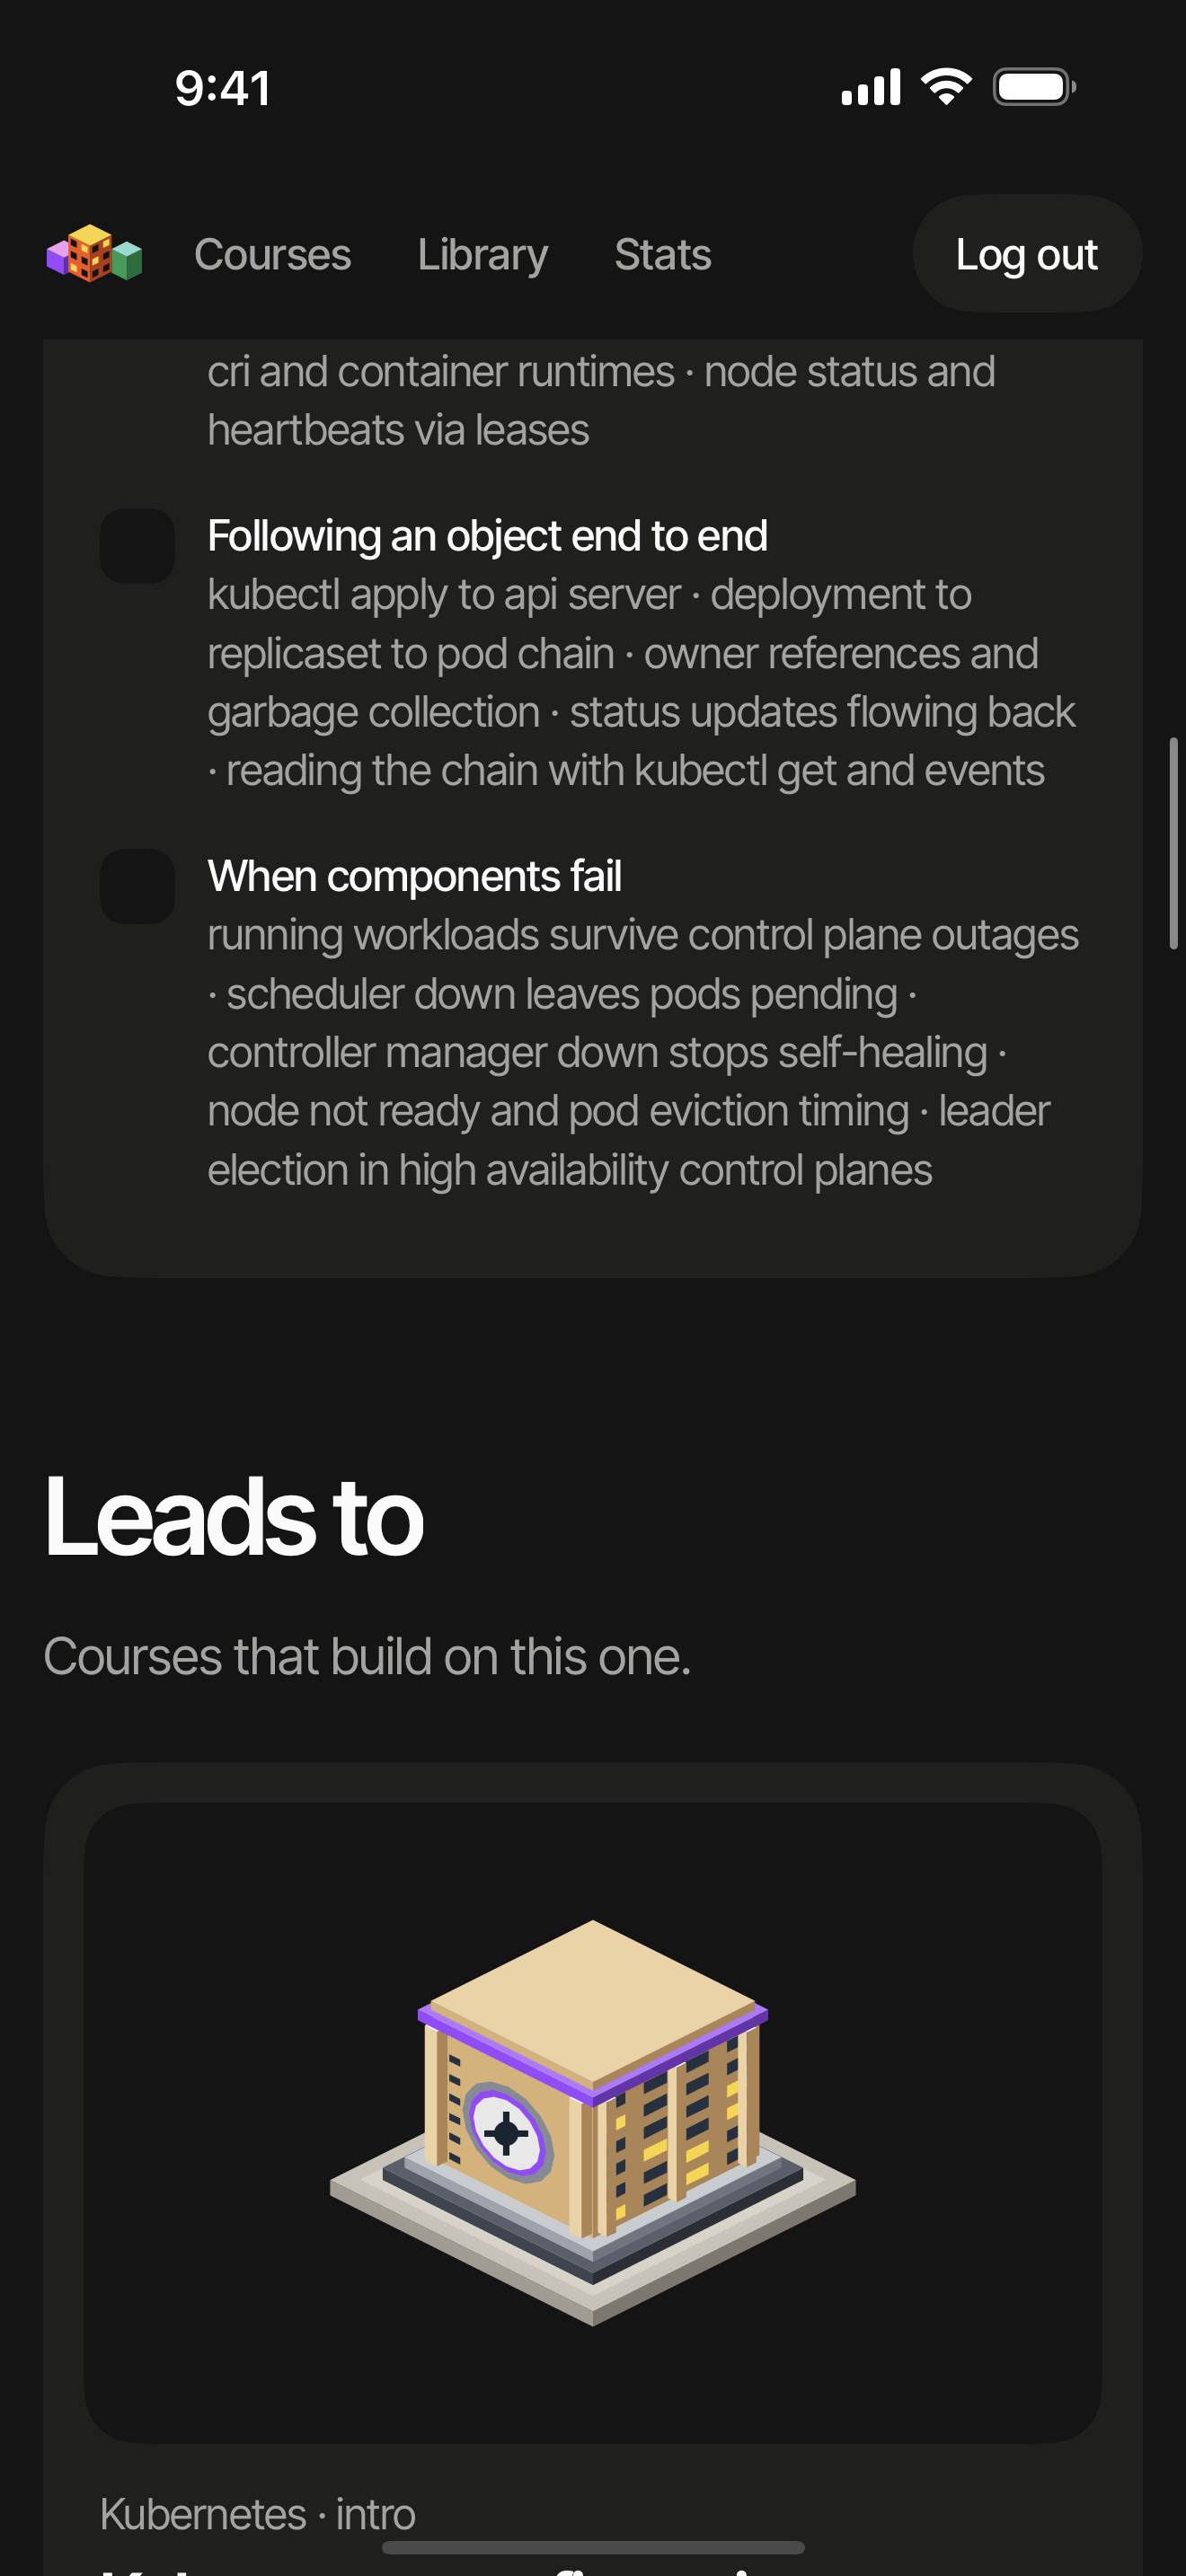 9:41
Courses Library Stats Log out
cri and container runtimes · node status and
heartbeats via leases
Following an object end to end
kubectl apply to api server · deployment to
replicaset to pod chain · owner references and
garbage collection · status updates flowing back
· reading the chain with kubectl get and events
When components fail
running workloads survive control plane outages
· scheduler down leaves pods pending ·
controller manager down stops self-healing ·
node not ready and pod eviction timing · leader
election in high availability control planes
Leads to
Courses that build on this one.
Kubernetes · intro